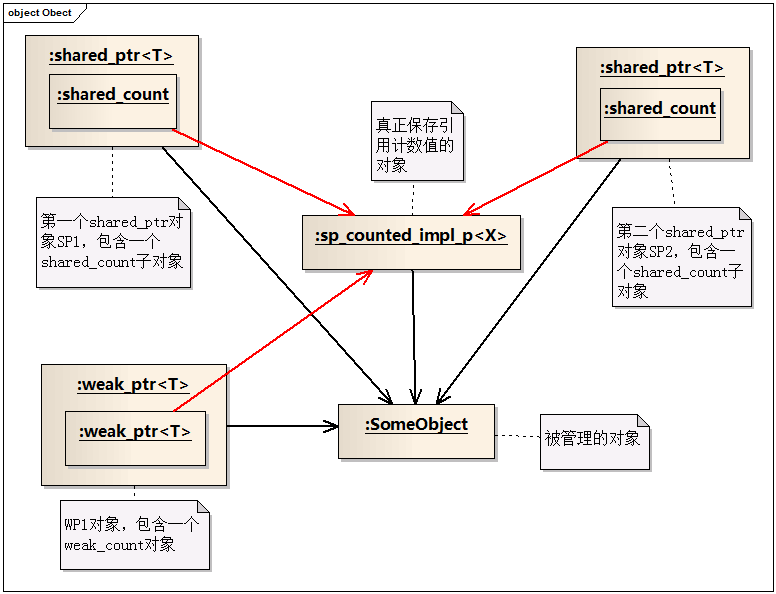 object Obect
:shared_ptr<T>
:shared_count
:shared_ptr<T>
:shared_count
真正保存引
用计数值的
对象
第一个shared_ptr对
象SP1，包含一个
shared_count子对象
:sp_counted_impl_p<X>
第二个shared_ptr
对象SP2，包含一
个shared_count子
对象
:weak_ptr<T>
:weak_ptr<T>
:SomeObject
被管理的对象
WP1对象，包含一个
weak_count对象